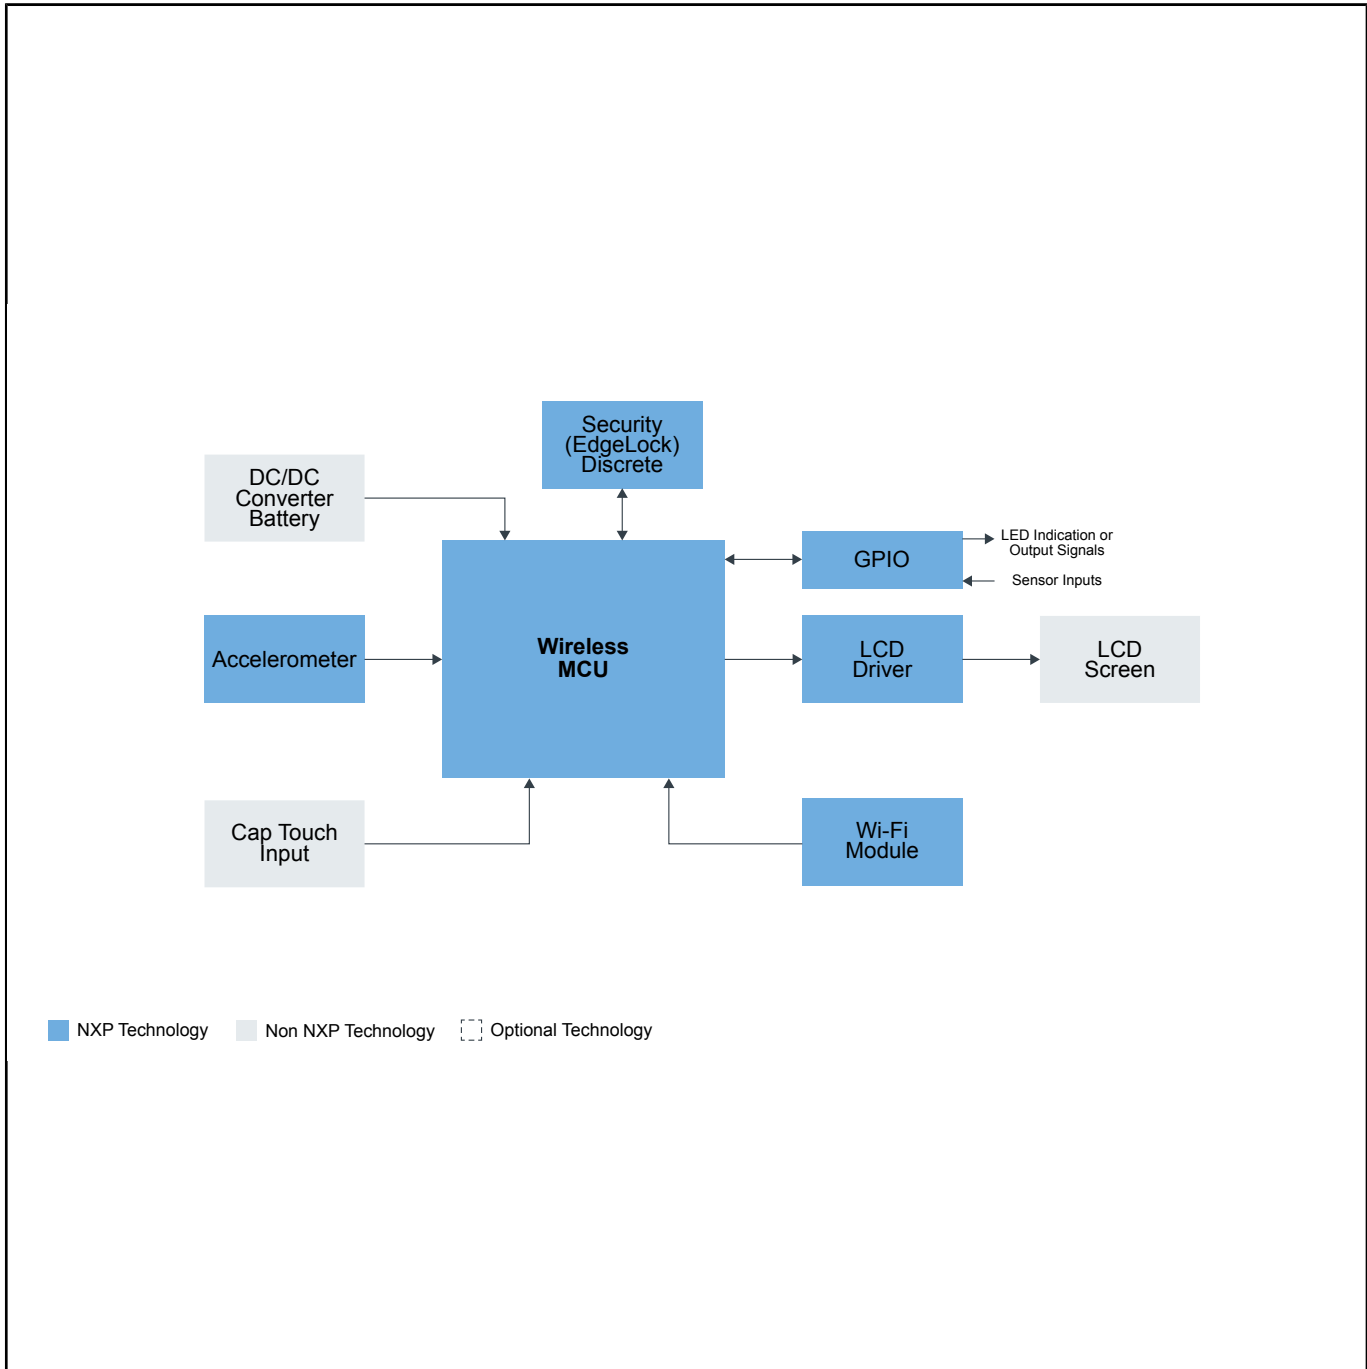 Security
(EdgeLock)
Discrete
DC/DC
Converter
Battery
LED Indication or
Output Signals
GPIO
Sensor Inputs
Accelerometer
Wireless
MCU
LCD
Driver
LCD
Screen
Cap Touch
Input
Wi-Fi
Module
NXP Technology
Non NXP Technology
Optional Technology